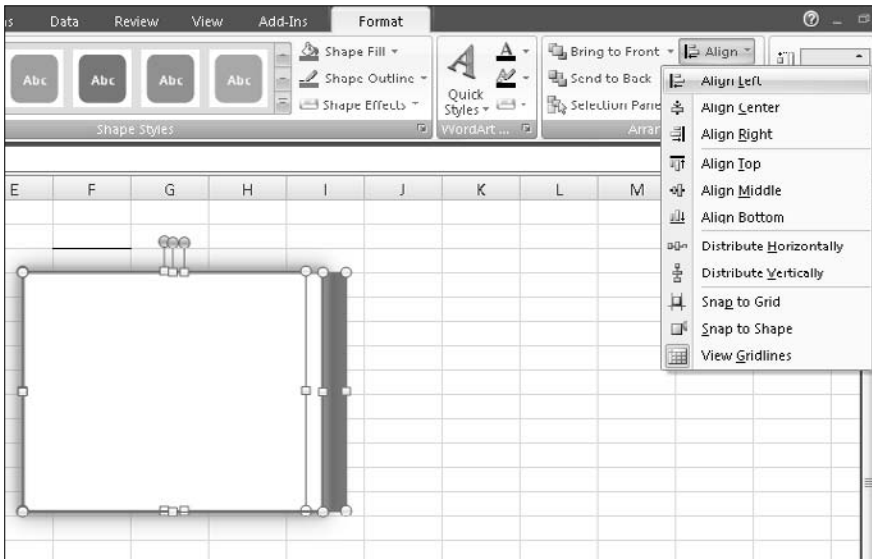 ns Data Review View Add-Ins Format
Abc Abc Abc Abc
Shape Fill
Shape Outline
Shape Effects
Shape Styles
Quick
Styles
WordArt ...
Bring to Front
Send to Back
Selection Pane
Arran
Align
Align Left
Align Center
Align Right
Align Top
Align Middle
Align Bottom
Distribute Horizontally
Distribute Vertically
Snap to Grid
Snap to Shape
View Gridlines
E F G H I J K L M